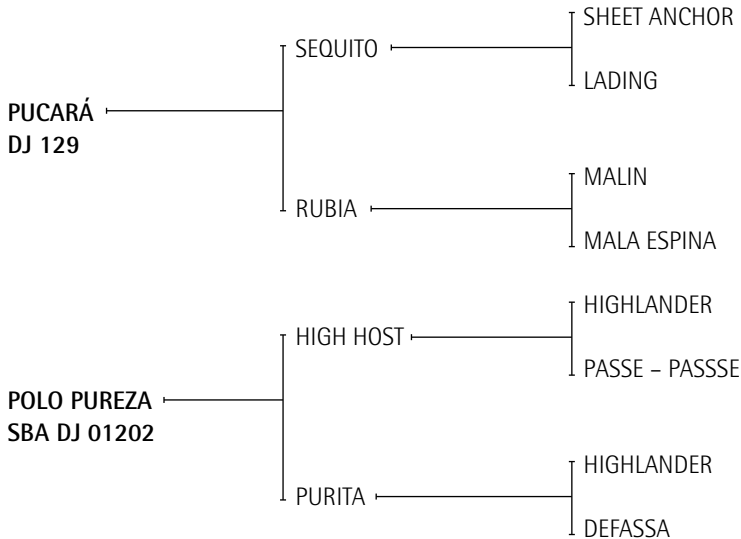 SHEET ANCHOR
SEQUITO
LADING
PUCARÁ
DJ 129
MALIN
RUBIA
MALA ESPINA
HIGHLANDER
HIGH HOST
PASSE – PASSSE
POLO PUREZA
SBA DJ 01202
HIGHLANDER
PURITA
DEFASSA